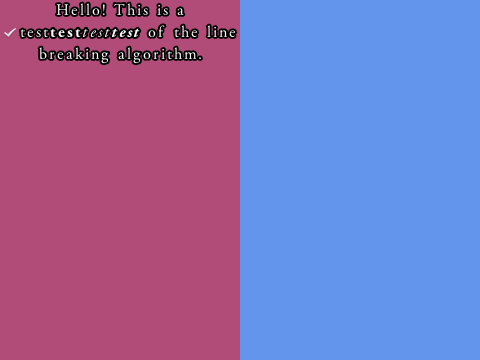 Hello! This is a
✓ testtesttesttest of the line
breaking algorithm.